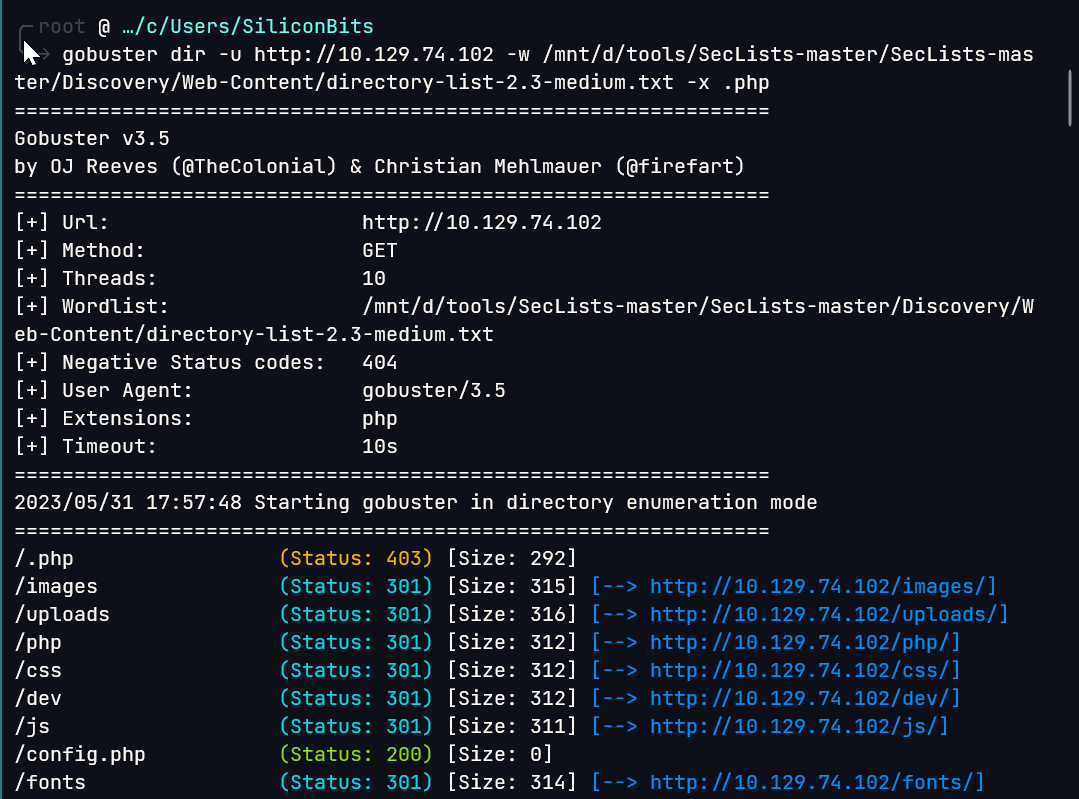 root @ …/c/Users/SiliconBits
gobuster dir -u http://10.129.74.102 -w /mnt/d/tools/SecLists-master/SecLists-mas
ter/Discovery/Web-Content/directory-list-2.3-medium.txt -x .php
===============================================================
Gobuster v3.5
by OJ Reeves (@TheColonial) & Christian Mehlmauer (@firefart)
===============================================================
[+] Url:                     http://10.129.74.102
[+] Method:                  GET
[+] Threads:                 10
[+] Wordlist:                /mnt/d/tools/SecLists-master/SecLists-master/Discovery/W
eb-Content/directory-list-2.3-medium.txt
[+] Negative Status codes:   404
[+] User Agent:              gobuster/3.5
[+] Extensions:              php
[+] Timeout:                 10s
===============================================================
2023/05/31 17:57:48 Starting gobuster in directory enumeration mode
===============================================================
/.php                 (Status: 403) [Size: 292]
/images               (Status: 301) [Size: 315] [--> http://10.129.74.102/images/]
/uploads              (Status: 301) [Size: 316] [--> http://10.129.74.102/uploads/]
/php                  (Status: 301) [Size: 312] [--> http://10.129.74.102/php/]
/css                  (Status: 301) [Size: 312] [--> http://10.129.74.102/css/]
/dev                  (Status: 301) [Size: 312] [--> http://10.129.74.102/dev/]
/js                   (Status: 301) [Size: 311] [--> http://10.129.74.102/js/]
/config.php           (Status: 200) [Size: 0]
/fonts                (Status: 301) [Size: 314] [--> http://10.129.74.102/fonts/]